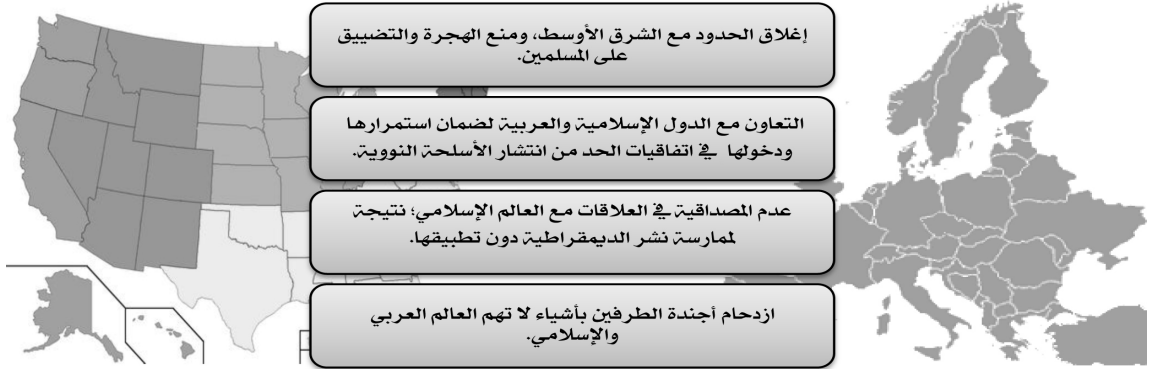 إغلاق الحدود مع الشرق الأوسط، ومنع الهجرة والتضييق
على المسلمين.
التعاون مع الدول الإسلامية والعربية لضمان استمرارها
ودخولها في اتفاقيات الحد من انتشار الأسلحة النووية.
عدم المصداقية في العلاقات مع العالم الإسلامي؛ نتيجة
لممارسة نشر الديمقراطية دون تطبيقها.
ازدحام أجندة الطرفين بأشياء لا تهم العالم العربي
والإسلامي.